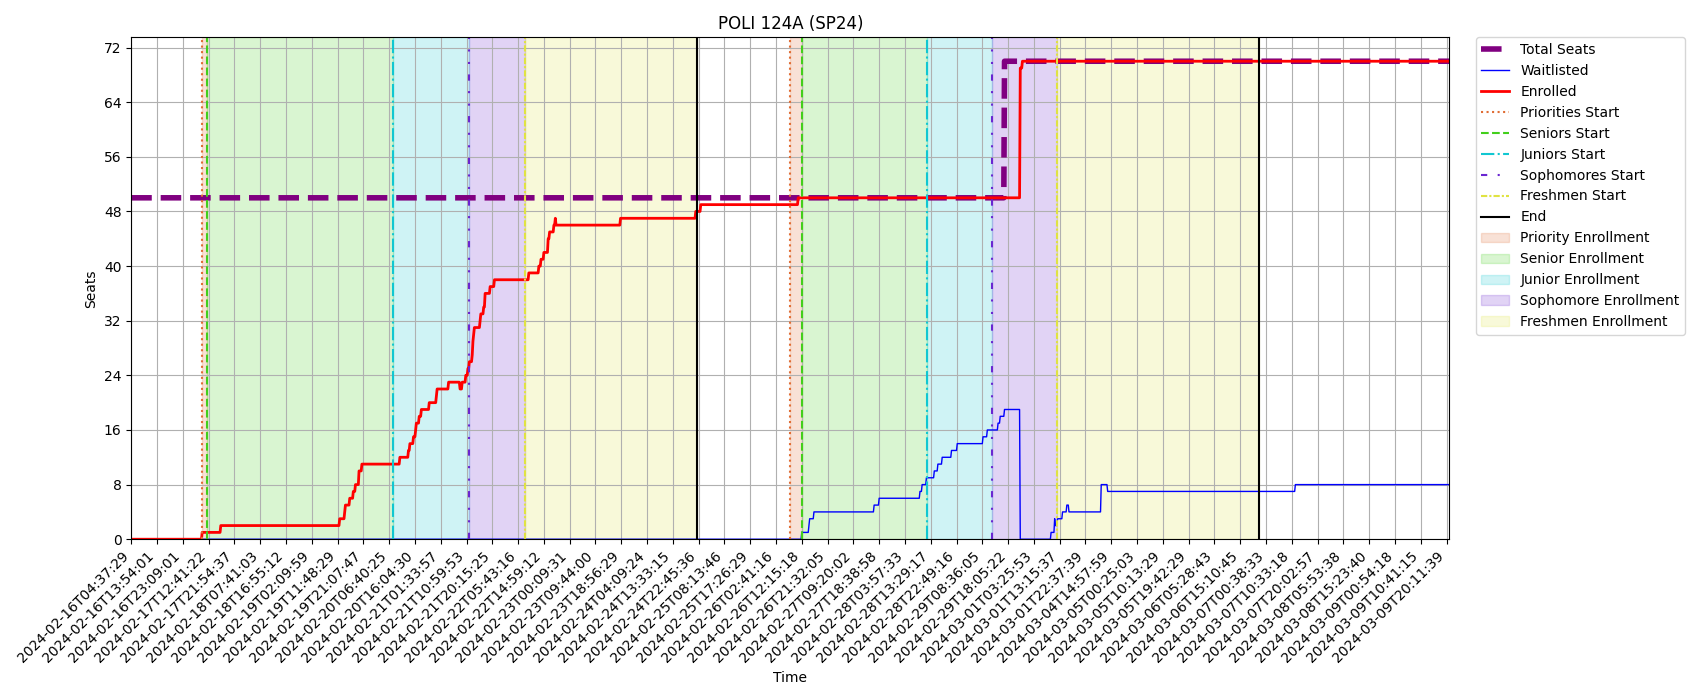 POLI 124A (SP24)
72
64
56
48
40
32
24
16
8
0
Seats
2024-02-16T04:37:29
2024-02-16T13:54:01
2024-02-16T23:09:01
2024-02-17T12:41:22
2024-02-17T21:54:37
2024-02-18T07:41:03
2024-02-18T16:55:12
2024-02-19T02:09:59
2024-02-19T11:48:29
2024-02-19T21:07:47
2024-02-20T06:40:25
2024-02-20T16:04:30
2024-02-21T01:33:57
2024-02-21T10:59:53
2024-02-21T20:15:25
2024-02-22T05:43:16
2024-02-22T14:59:12
2024-02-23T00:09:31
2024-02-23T09:44:00
2024-02-23T18:56:29
2024-02-24T04:09:24
2024-02-24T13:33:15
2024-02-24T22:45:36
2024-02-25T08:13:46
2024-02-25T17:26:29
2024-02-26T02:41:16
2024-02-26T12:15:18
2024-02-26T21:32:05
2024-02-27T09:20:02
2024-02-27T18:38:58
2024-02-28T03:57:33
2024-02-28T13:29:17
2024-02-28T22:49:16
2024-02-29T08:36:05
2024-02-29T18:05:22
2024-03-01T03:25:53
2024-03-01T13:15:37
2024-03-01T22:37:39
2024-03-04T14:57:59
2024-03-05T00:25:03
2024-03-05T10:13:29
2024-03-05T19:42:29
2024-03-06T05:28:43
2024-03-06T15:10:45
2024-03-07T00:38:33
2024-03-07T10:33:18
2024-03-07T20:02:57
2024-03-08T05:53:38
2024-03-08T15:23:40
2024-03-09T00:54:18
2024-03-09T10:41:15
2024-03-09T20:11:39
Time
Total Seats
Waitlisted
Enrolled
Priorities Start
Seniors Start
Juniors Start
Sophomores Start
Freshmen Start
End
Priority Enrollment
Senior Enrollment
Junior Enrollment
Sophomore Enrollment
Freshmen Enrollment